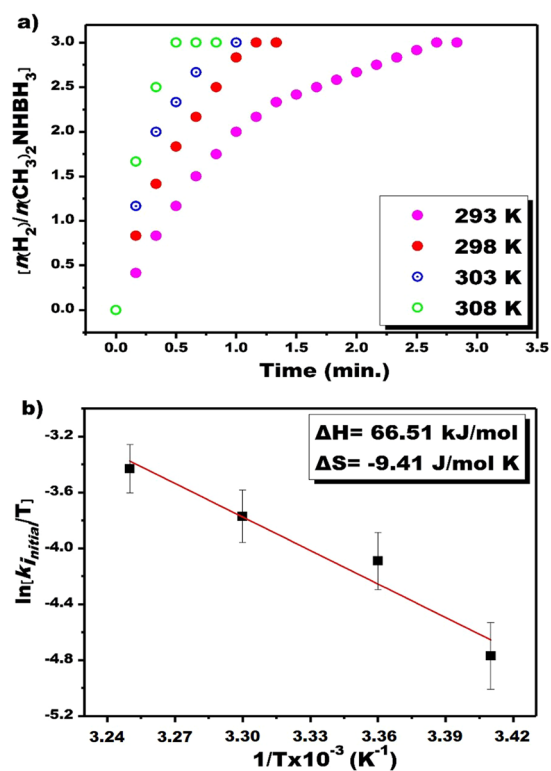 a)
[n(H₂)/n(CH₃)₂NHBH₃]
3.0
2.5
2.0
1.5
1.0
0.5
0.0
293 K
298 K
303 K
308 K
0.0 0.5 1.0 1.5 2.0 2.5 3.0 3.5
Time (min.)
b)
ΔH= 66.51 kJ/mol
ΔS= -9.41 J/mol K
ln[kinitia/T]
-3.2
-3.6
-4.0
-4.4
-4.8
-5.2
3.24 3.27 3.30 3.33 3.36 3.39 3.42
1/Tx10⁻³ (K⁻¹)